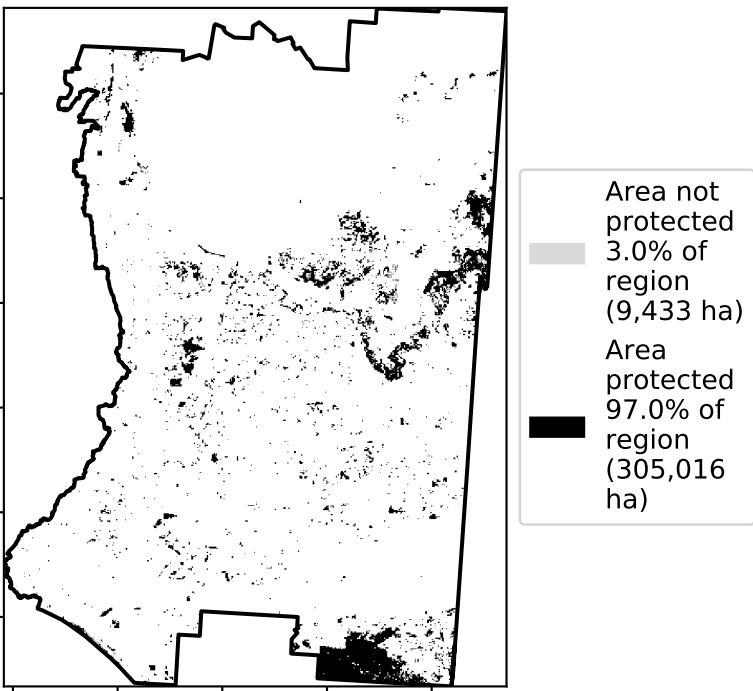 Area not
protected
3.0% of
region
(9,433 ha)
Area
protected
97.0% of
region
(305,016
ha)